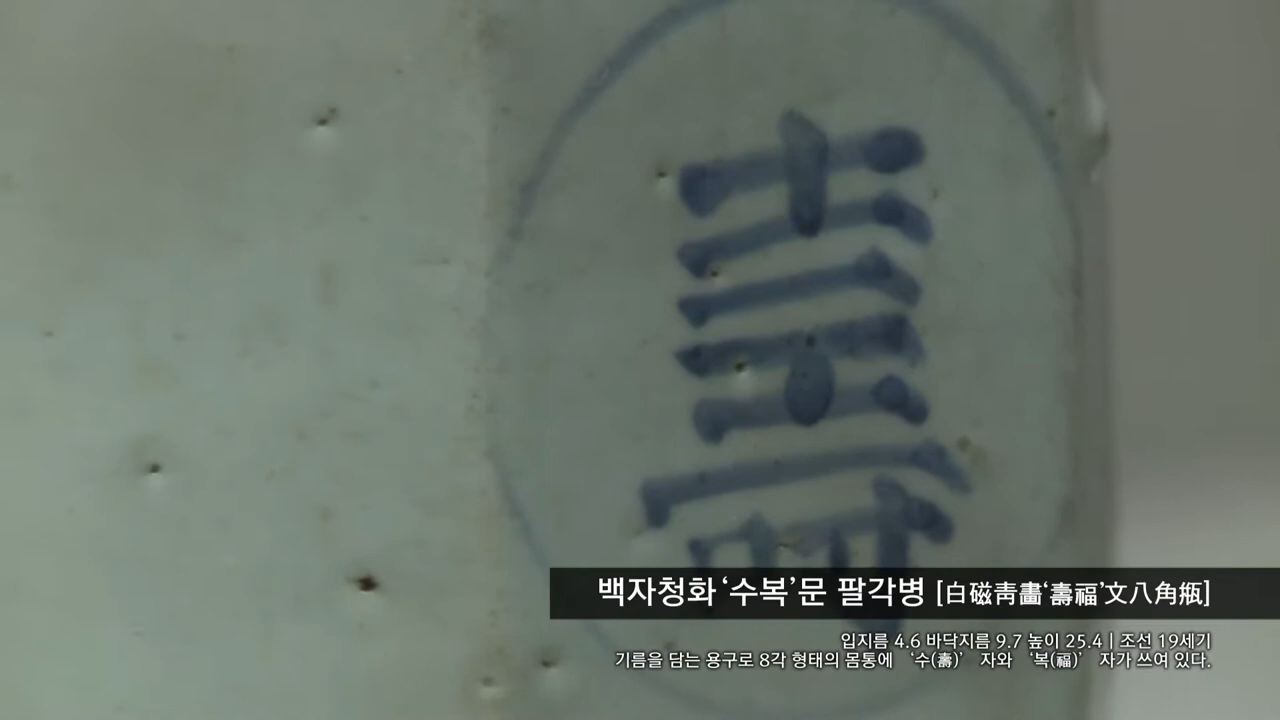 壽
백자청화 ‘수복’문 팔각병 [白磁靑畵‘壽福’文八角甁]
입지름 4.6 바닥지름 9.7 높이 25.4 | 조선 19세기
기름을 담는 용구로 8각 형태의 몸통에 ‘수(壽)’ 자와 ‘복(福)’ 자가 쓰여 있다.